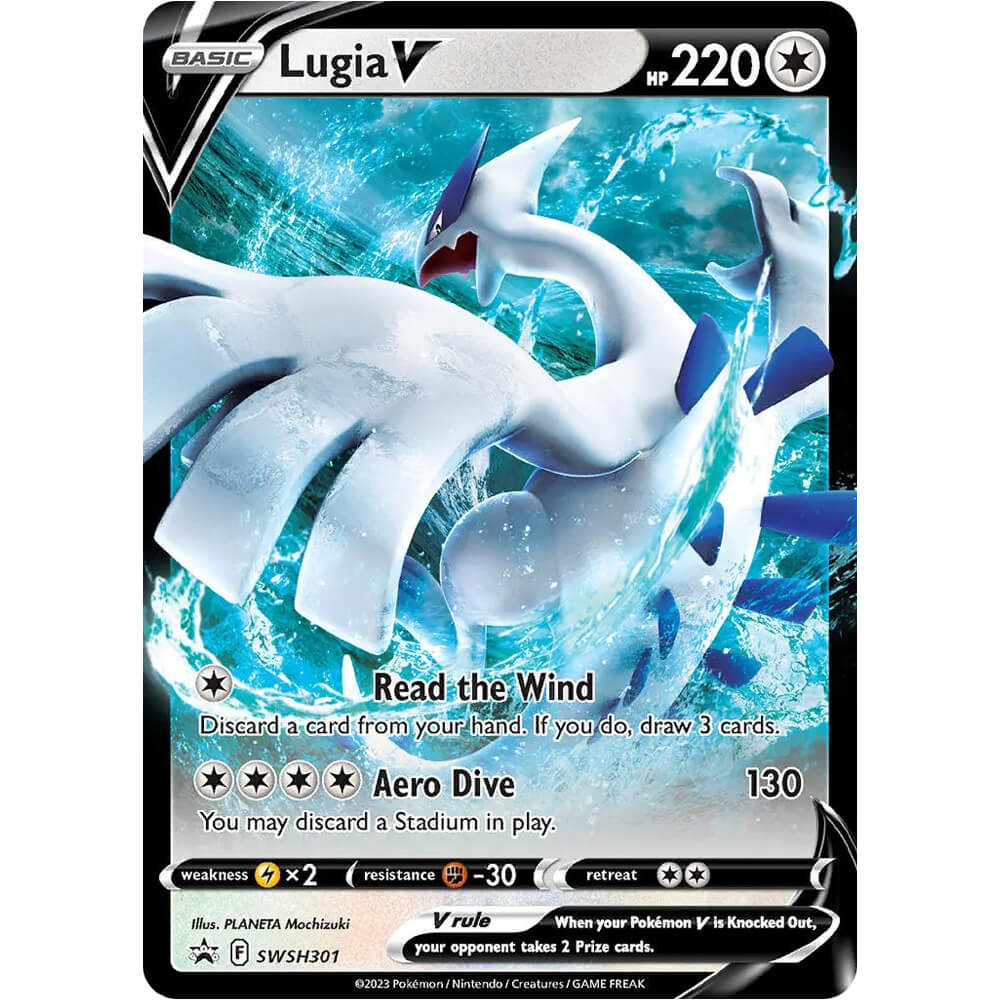 BASIC Lugia V HP 220
Read the Wind
Discard a card from your hand. If you do, draw 3 cards.
Aero Dive 130
You may discard a Stadium in play.
weakness ×2 resistance -30 retreat
Illus. PLANETA Mochizuki
V rule When your Pokémon V is Knocked Out,
your opponent takes 2 Prize cards.
F SWSH301
©2023 Pokémon / Nintendo / Creatures / GAME FREAK